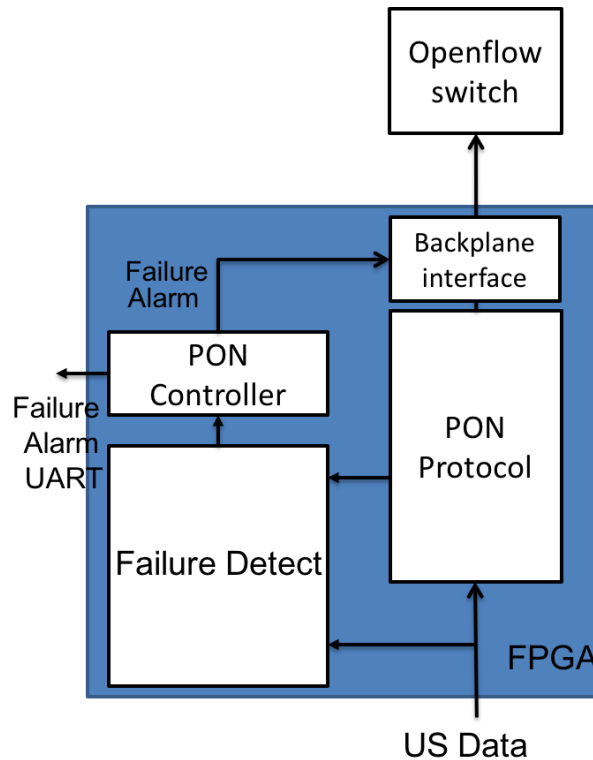 Openflow
switch
Backplane
interface
Failure
Alarm
PON
Controller
Failure
Alarm
UART
PON
Protocol
Failure Detect
FPGA
US Data